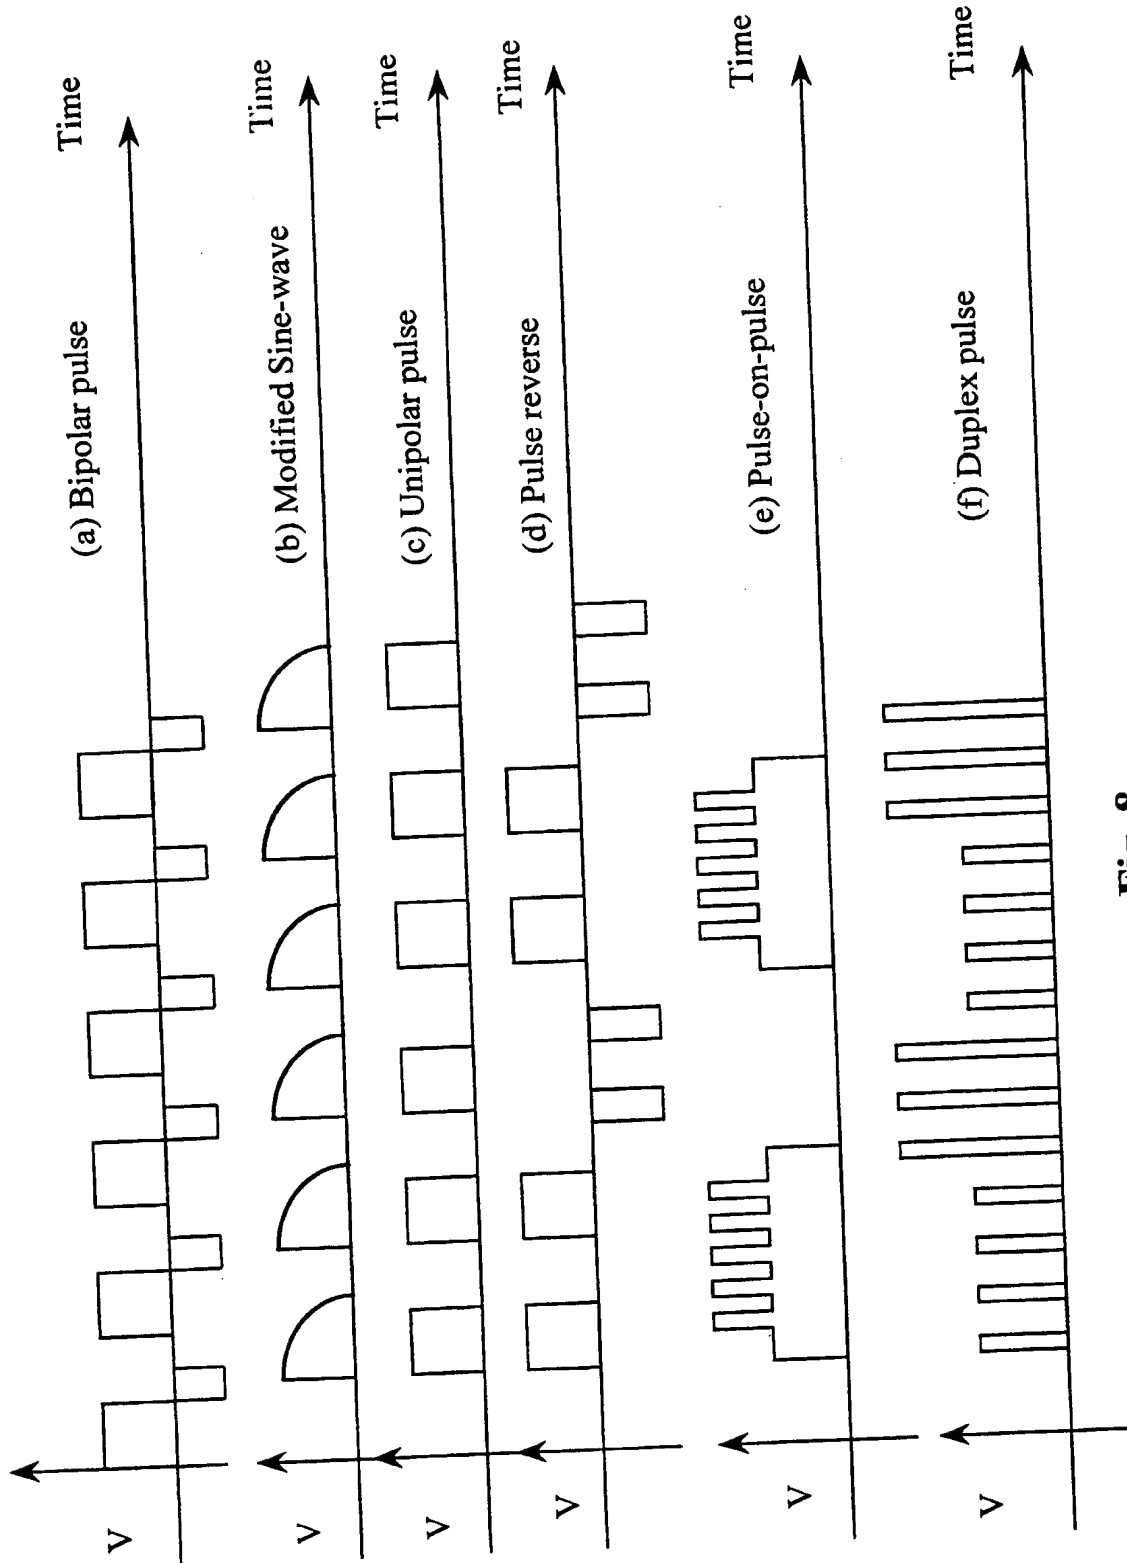 (a) Bipolar pulse
Time
V
(b) Modified Sine-wave
Time
V
(c) Unipolar pulse
Time
V
(d) Pulse reverse
Time
V
(e) Pulse-on-pulse
Time
V
(f) Duplex pulse
Time
V